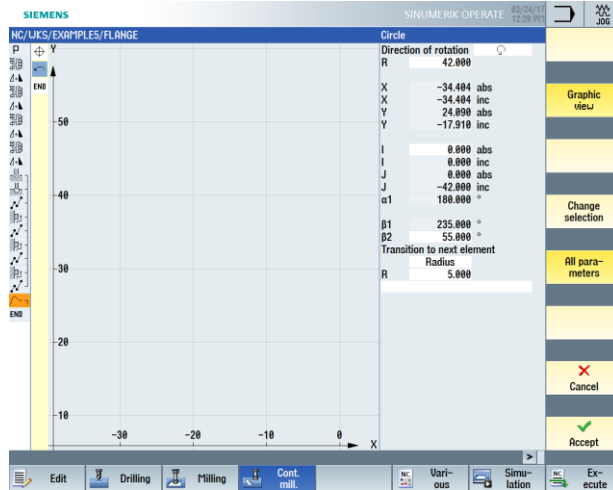 SIEMENS
SINUMERIK OPERATE
03/24/17
12:29 PM
JOG
NC/WKS/EXAMPLES/FLANGE
Circle
P
END
END
Y
50
40
30
20
10
-30
-20
-10
0
X
Direction of rotation
R 42.000
X -34.404 abs
X -34.404 inc
Y 24.090 abs
Y -17.910 inc
I 0.000 abs
I 0.000 inc
J 0.000 abs
J -42.000 inc
α1 180.000 °
β1 235.000 °
β2 55.000 °
Transition to next element
Radius
R 5.000
Graphic
view
Change
selection
All para-
meters
Cancel
Accept
>
Edit
Drilling
Milling
Cont.
mill.
NC
Vari-
ous
Simu-
lation
NC
Ex-
ecute